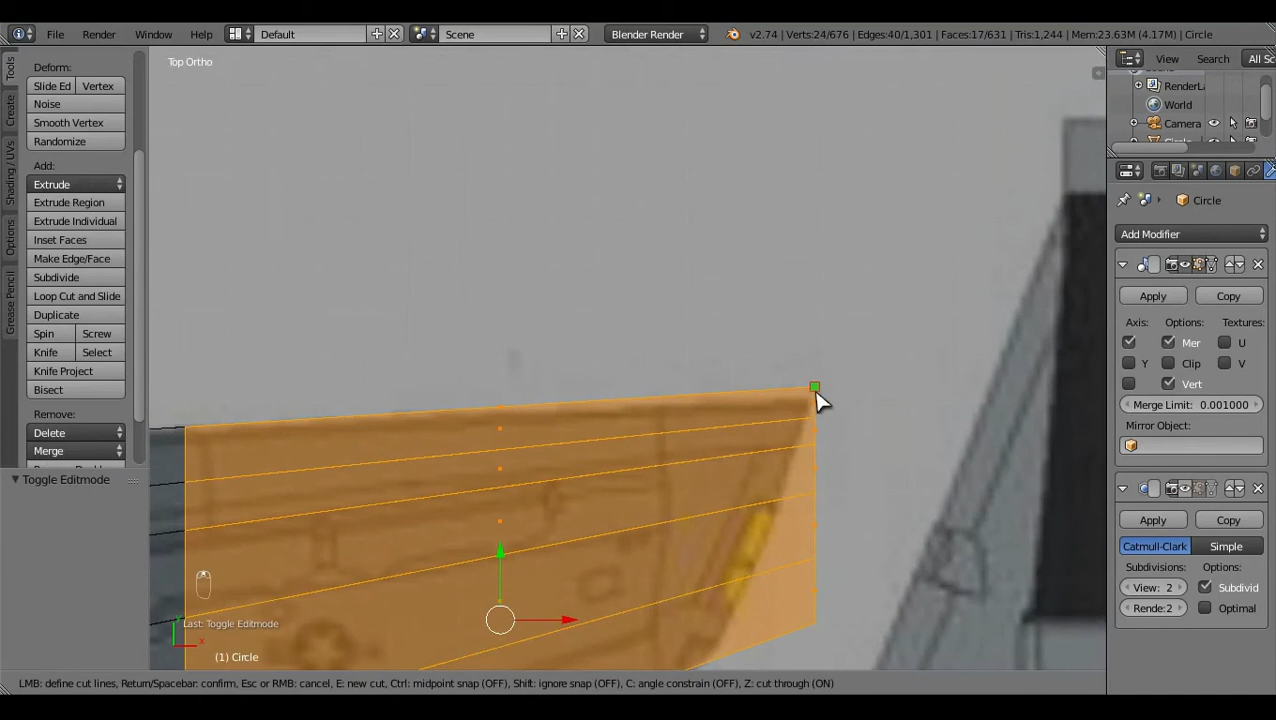 File Render Window Help Default Scene Blender Render v2.74 | Verts:24/676 | Edges:40/1,301 | Faces:17/631 | Tris:1,244 | Mem:23.63M (4.17M) | Circle
Tools
Create
Shading / UVs
Options
Grease Pencil
Deform:
Slide Ed Vertex
Noise
Smooth Vertex
Randomize
Add:
Extrude
Extrude Region
Extrude Individual
Inset Faces
Make Edge/Face
Subdivide
Loop Cut and Slide
Duplicate
Spin Screw
Knife Select
Knife Project
Bisect
Remove:
Delete
Merge
Toggle Editmode
Top Ortho
Last: Toggle Editmode
(1) Circle
LMB: define cut lines, Return/Spacebar: confirm, Esc or RMB: cancel, E: new cut, Ctrl: midpoint snap (OFF), Shift: ignore snap (OFF), C: angle constrain (OFF), Z: cut through (ON)
View Search All Sc
RenderLa
World
Camera
Circle
Add Modifier
Apply Copy
Axis: Options: Textures:
Mer U
Y Clip V
Vert
Merge Limit: 0.001000
Mirror Object:
Apply Copy
Catmull-Clark Simple
Subdivisions: Options:
View: 2 Subdivid
Rende:2 Optimal